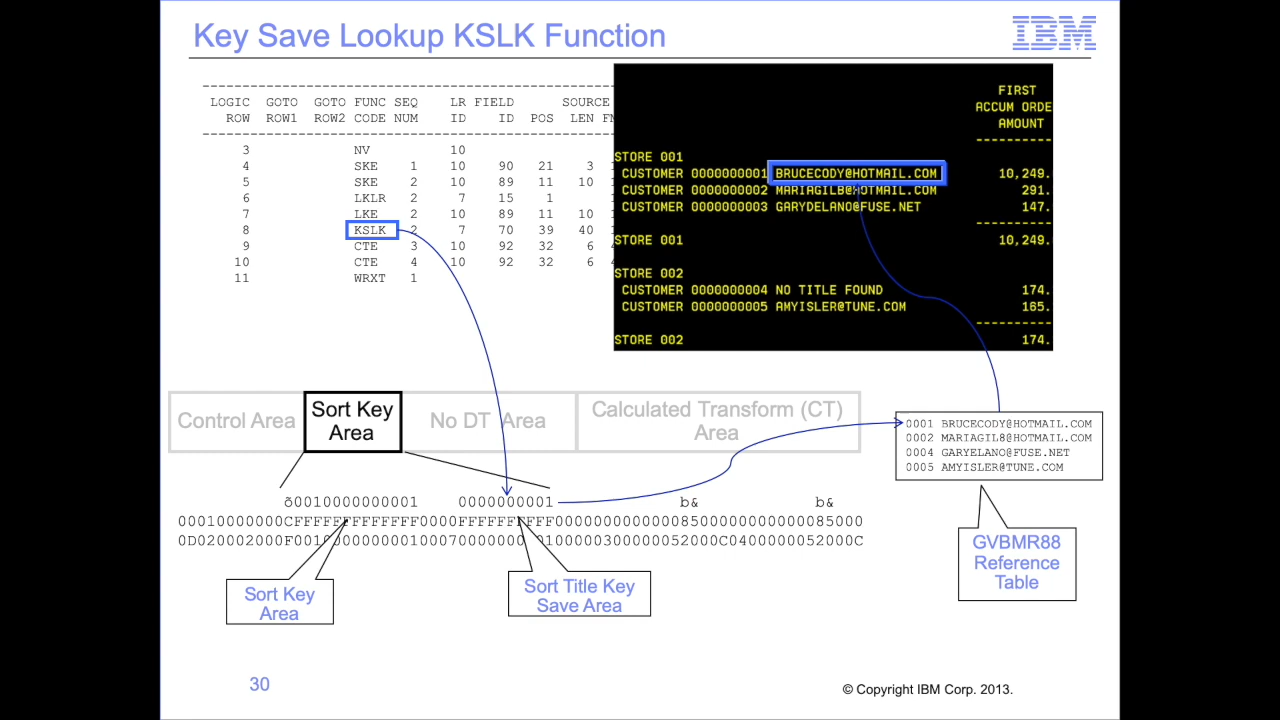 Key Save Lookup KSLK Function
IBM
LOGIC GOTO GOTO FUNC SEQ LR FIELD SOURCE
ROW ROW1 ROW2 CODE NUM ID ID POS LEN
3 NV 10
4 SKE 1 10 90 21 3
5 SKE 2 10 89 11 10
6 LKLR 2 7 15 1
7 LKE 2 10 89 11 10
8 KSLK 2 7 70 39 40
9 CTE 3 10 92 32 6
10 CTE 4 10 92 32 6
11 WRXT 1
FIRST
ACCUM ORDE
AMOUNT
STORE 001
CUSTOMER 0000000001 BRUCECODY@HOTMAIL.COM 10,249.
CUSTOMER 0000000002 MARIAGIL8@HOTMAIL.COM 291.
CUSTOMER 0000000003 GARYDELANO@FUSE.NET 147.
STORE 001 10,249.
STORE 002
CUSTOMER 0000000004 NO TITLE FOUND 174.
CUSTOMER 0000000005 AMYISLER@TUNE.COM 165.
STORE 002 174.
Control Area
Sort Key
Area
No DT Area
Calculated Transform (CT)
Area
0001 BRUCECODY@HOTMAIL.COM
0002 MARIAGIL8@HOTMAIL.COM
0004 GARYELANO@FUSE.NET
0005 AMYISLER@TUNE.COM
ð0010000000001 0000000001 b& b&
GVBMR88
Reference
Table
Sort Key
Area
Sort Title Key
Save Area
30
© Copyright IBM Corp. 2013.